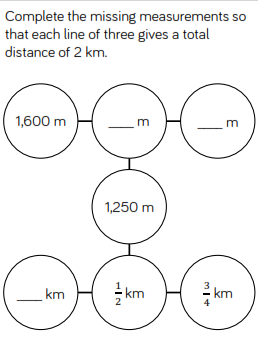 Complete the missing measurements so
that each line of three gives a total
distance of 2 km.
1,600 m ___ m ___ m
1,250 m
___ km 1/2 km 3/4 km